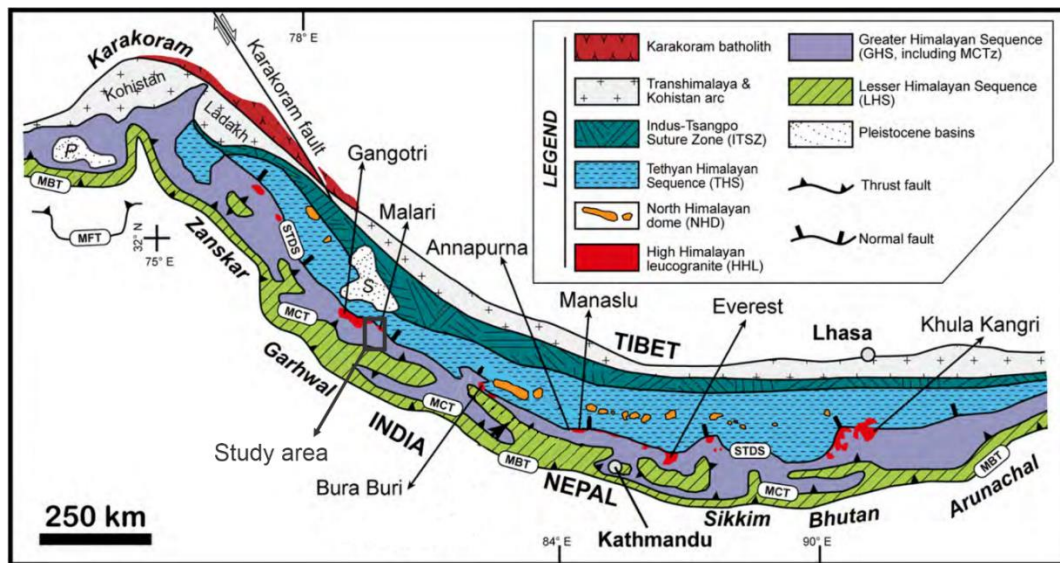 78° E
Karakoram
Kohistan
Ladakh
Karakoram fault
Gangotri
Malari
Annapurna
Manaslu
Everest
Khula Kangri
P
MBT
MFT
32° N
75° E
Zanskar
STDS
S
MCT
Garhwal
TIBET
Lhasa
Study area
INDIA
MCT
Bura Buri
MBT
NEPAL
Kathmandu
STDS
MCT
Sikkim
Bhutan
MBT
Arunachal
250 km
84° E
90° E
LEGEND
Karakoram batholith
Transhimalaya &
Kohistan arc
Indus-Tsangpo
Suture Zone (ITSZ)
Tethyan Himalayan
Sequence (THS)
North Himalayan
dome (NHD)
High Himalayan
leucogranite (HHL)
Greater Himalayan Sequence
(GHS, including MCTz)
Lesser Himalayan Sequence
(LHS)
Pleistocene basins
Thrust fault
Normal fault